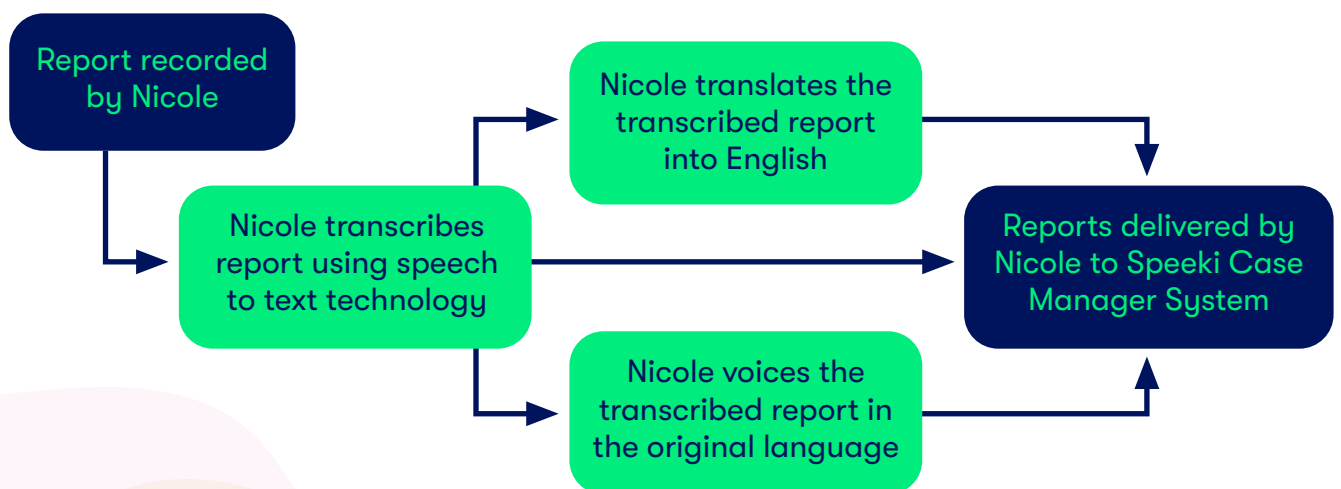 Report recorded
by Nicole
Nicole transcribes
report using speech
to text technology
Nicole translates the
transcribed report
into English
Nicole voices the
transcribed report in
the original language
Reports delivered by
Nicole to Speeki Case
Manager System